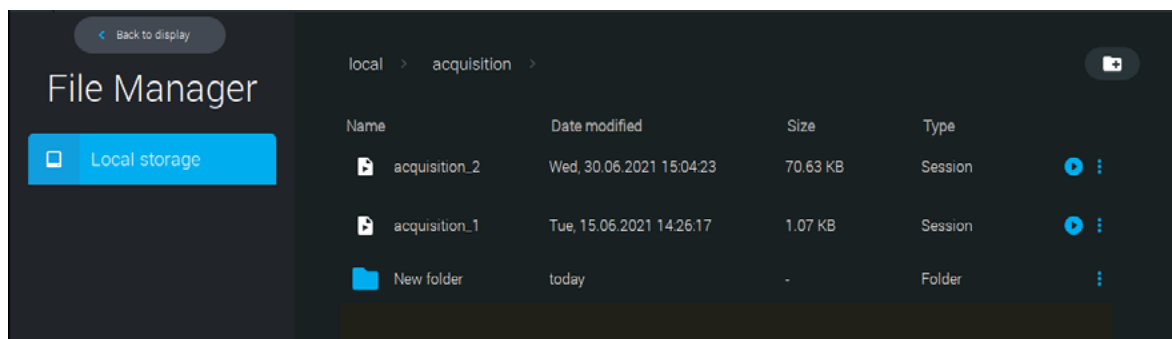 Back to display
File Manager
Local storage
local > acquisition >
Name Date modified Size Type
acquisition_2 Wed, 30.06.2021 15:04:23 70.63 KB Session
acquisition_1 Tue, 15.06.2021 14:26:17 1.07 KB Session
New folder today - Folder